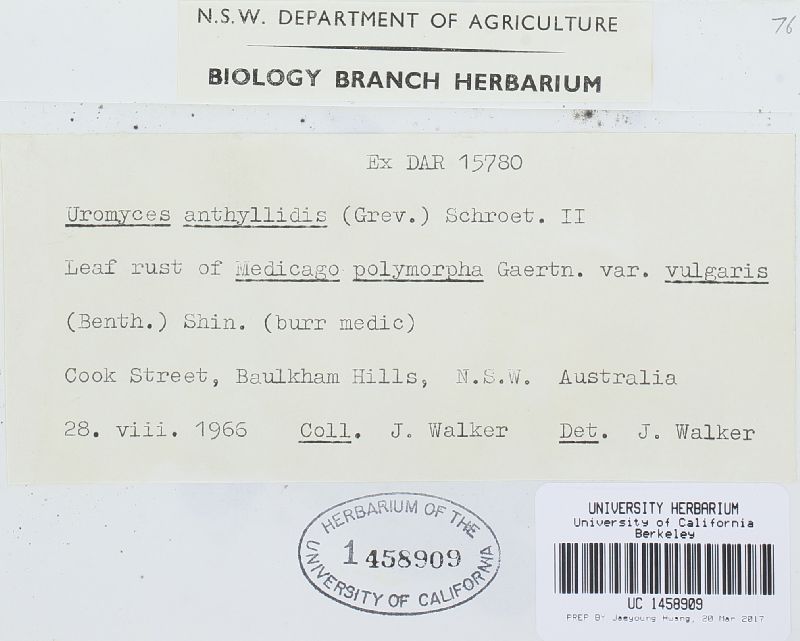 N.S.W. DEPARTMENT OF AGRICULTURE
76
BIOLOGY BRANCH HERBARIUM
Ex DAR 15780
Uromyces anthyllidis (Grev.) Schroet. II
Leaf rust of Medicago polymorpha Gaertn. var. vulgaris
(Benth.) Shin. (burr medic)
Cook Street, Baulkham Hills, N.S.W. Australia
28. viii. 1966 Coll. J. Walker Det. J. Walker
HERBARIUM OF THE
1458909
UNIVERSITY OF CALIFORNIA
UNIVERSITY HERBARIUM
University of California
Berkeley
UC 1458909
PREP BY Jaeyoung Huang, 20 Mar 2017